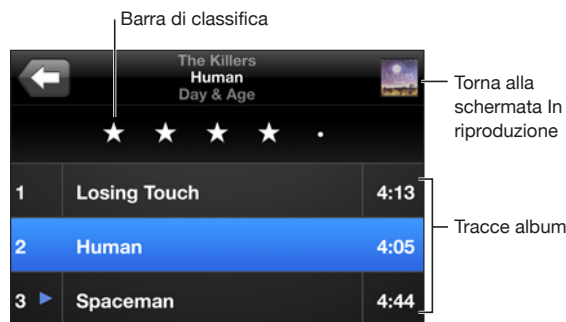 Barra di classifica
The Killers
Human
Day & Age
Torna alla
schermata In
riproduzione
1 Losing Touch 4:13
2 Human 4:05
3 Spaceman 4:44
Tracce album